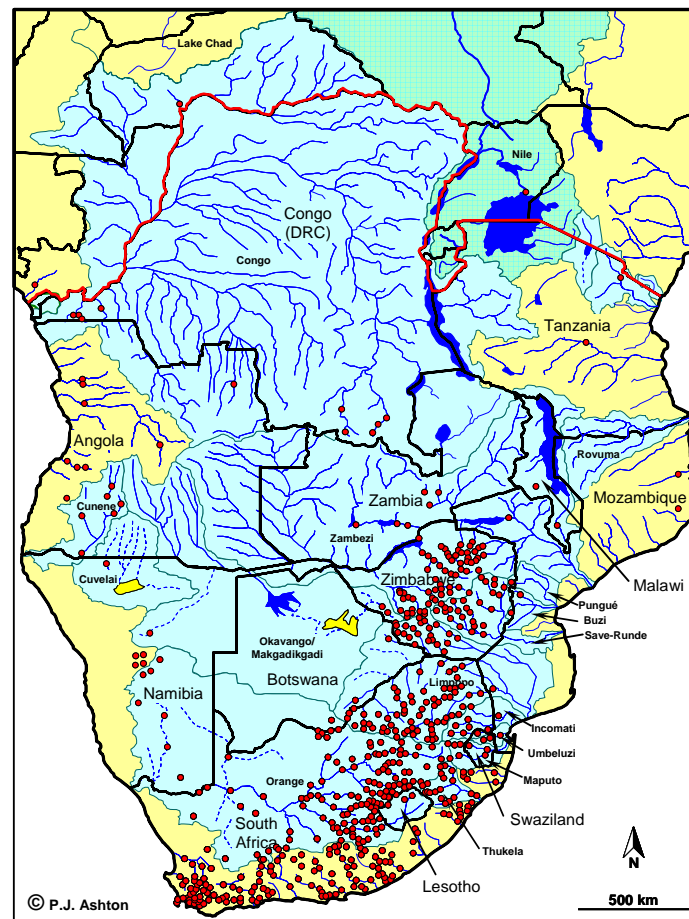 Lake Chad
Nile
Congo
(DRC)
Congo
Tanzania
Angola
Rovuma
Zambia
Mozambique
Cunene
Zambezi
Cuvelai
Zimbabwe
Malawi
Pungué
Buzi
Save-Runde
Okavango/
Makgadikgadi
Botswana
Namibia
Limpopo
Incomati
Umbeluzi
Orange
Maputo
South
Africa
Swaziland
Thukela
Lesotho
N
© P.J. Ashton
500 km